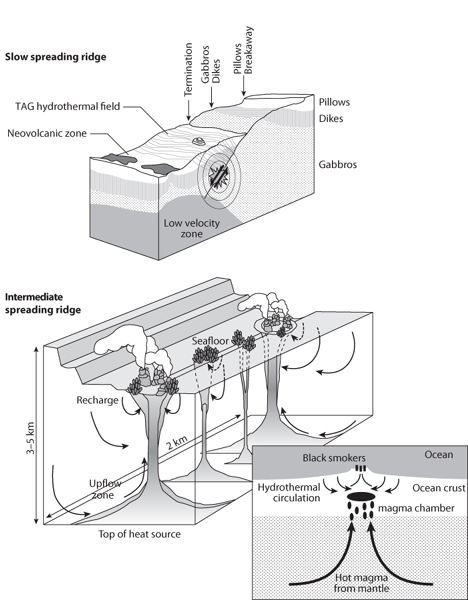 Slow spreading ridge
Termination
Gabbros
Dikes
Pillows
Breakaway
TAG hydrothermal field
Neovolcanic zone
Pillows
Dikes
Gabbros
Low velocity
zone
Intermediate
spreading ridge
Seafloor
Recharge
3–5 km
2 km
Upflow
zone
Top of heat source
Black smokers
Ocean
Hydrothermal
circulation
Ocean crust
magma chamber
Hot magma
from mantle